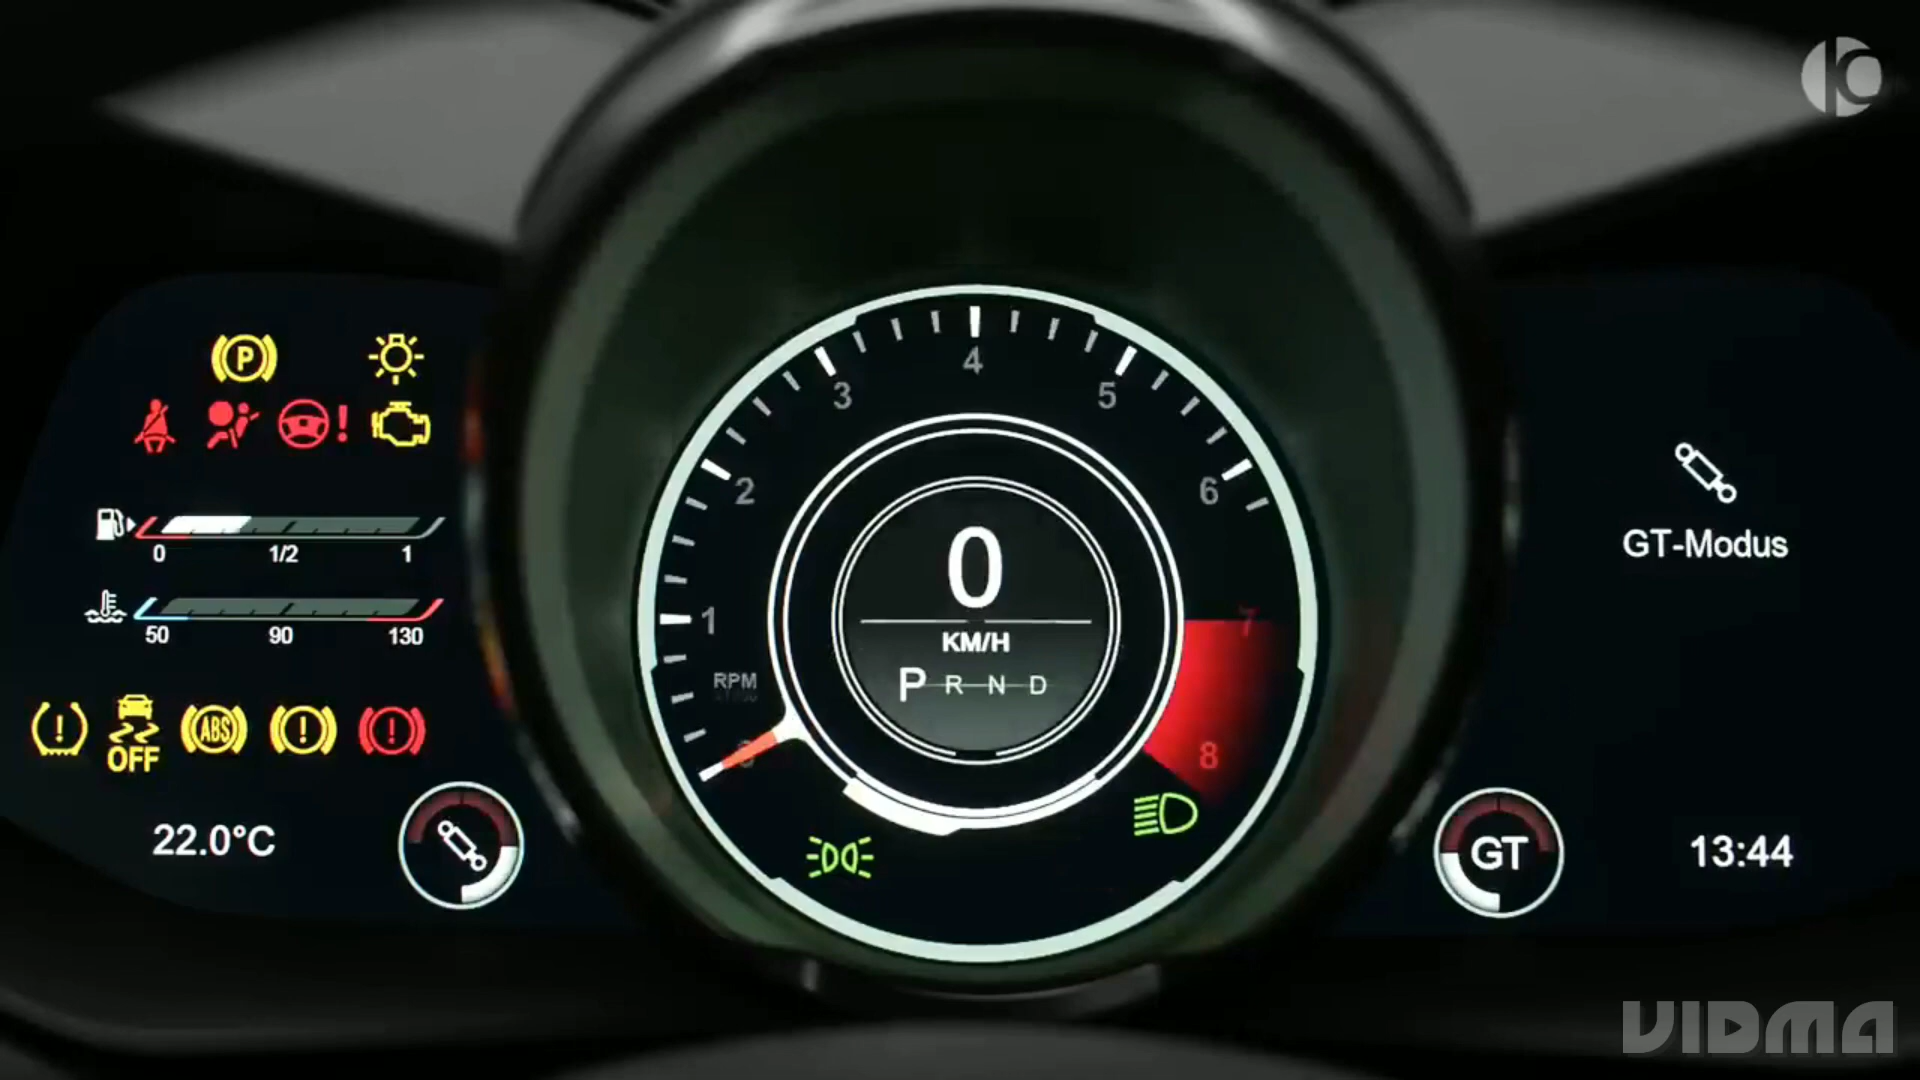 P
OFF
ABS
0 1/2 1
50 90 130
22.0°C
1
2
3
4
5
6
7
8
RPM
0
KM/H
P R N D
GT-Modus
GT
13:44
VIDMA